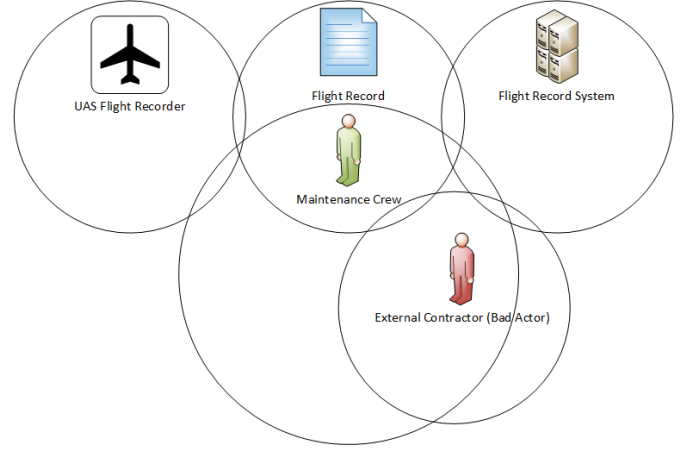 UAS Flight Recorder
Flight Record
Flight Record System
Maintenance Crew
External Contractor (Bad Actor)